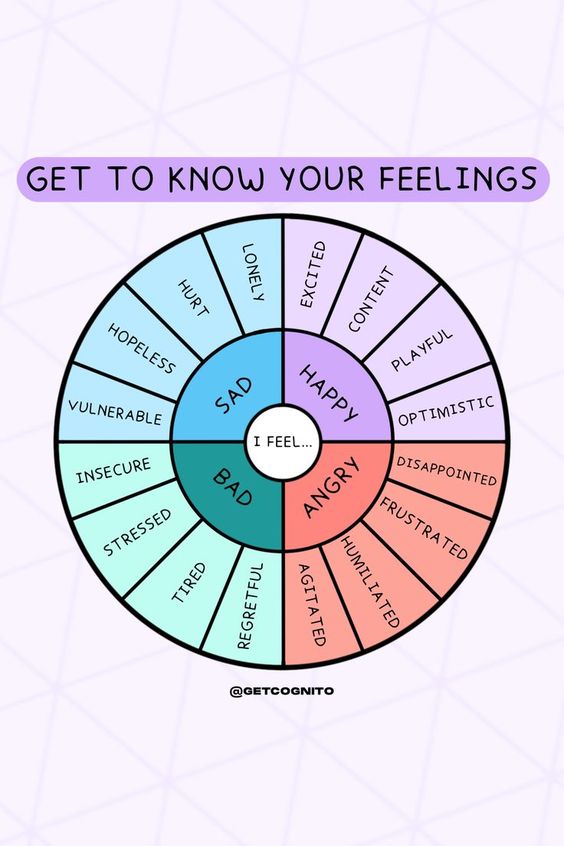 GET TO KNOW YOUR FEELINGS
I FEEL...
HAPPY
EXCITED
CONTENT
PLAYFUL
OPTIMISTIC
ANGRY
DISAPPOINTED
FRUSTRATED
HUMILIATED
AGITATED
BAD
REGRETFUL
TIRED
STRESSED
INSECURE
SAD
VULNERABLE
HOPELESS
HURT
LONELY
@GETCOGNITO